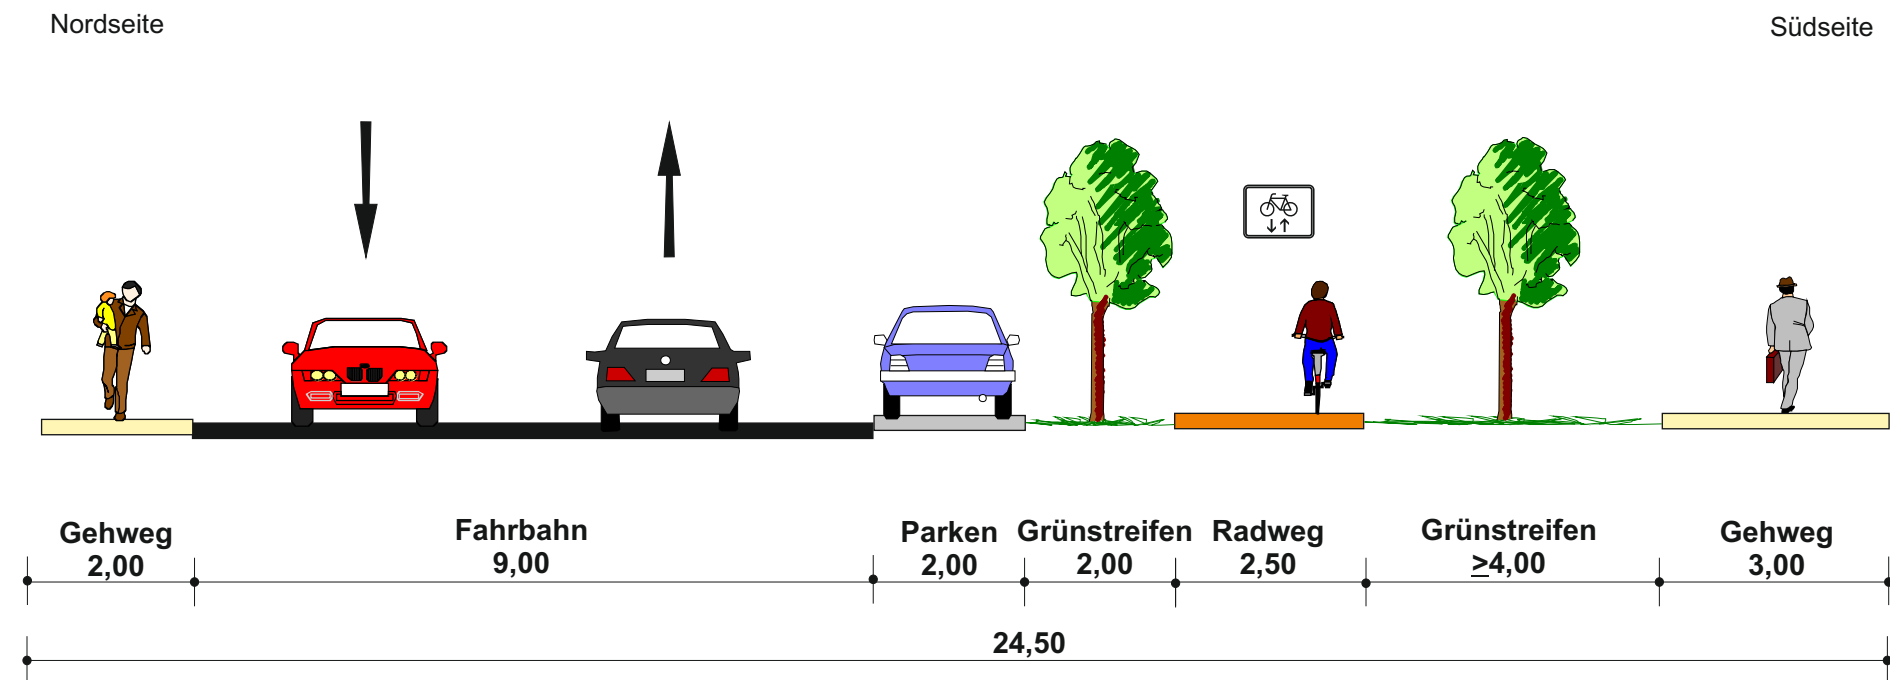 Nordseite
Südseite
Gehweg
2,00
Fahrbahn
9,00
Parken
2,00
Grünstreifen
2,00
Radweg
2,50
Grünstreifen
≥4,00
Gehweg
3,00
24,50